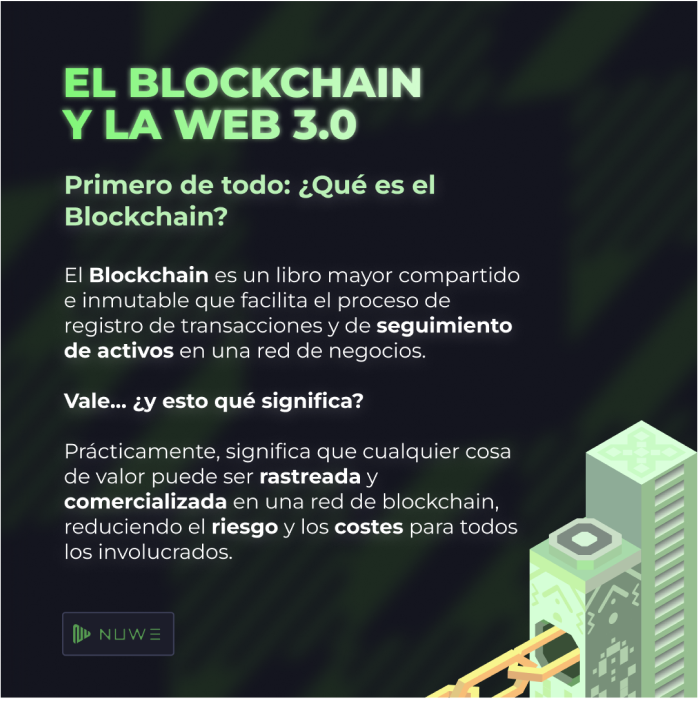 EL BLOCKCHAIN
Y LA WEB 3.0
Primero de todo: ¿Qué es el
Blockchain?
El Blockchain es un libro mayor compartido
e inmutable que facilita el proceso de
registro de transacciones y de seguimiento
de activos en una red de negocios.
Vale... ¿y esto qué significa?
Prácticamente, significa que cualquier cosa
de valor puede ser rastreada y
comercializada en una red de blockchain,
reduciendo el riesgo y los costes para todos
los involucrados.
NUWE